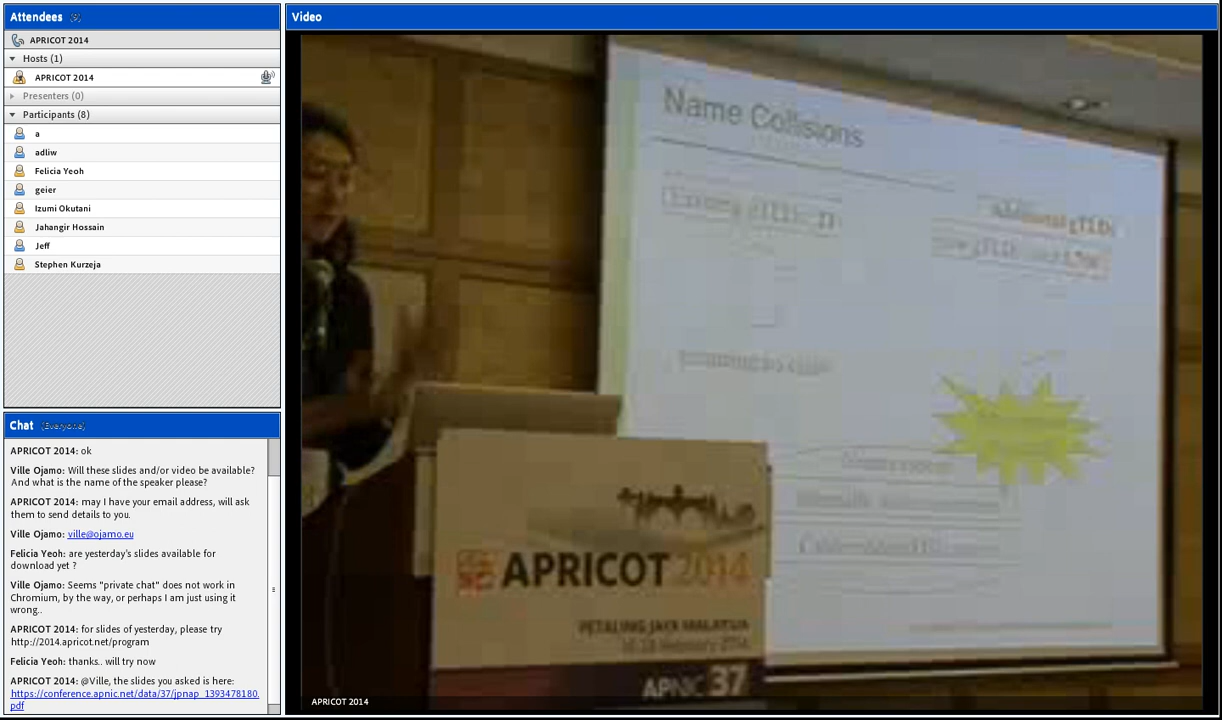 Attendees
APRICOT 2014
Hosts (1)
APRICOT 2014
Presenters (0)
Participants (8)
a
adliw
Felicia Yeoh
geier
Izumi Okutani
Jahangir Hossain
Jeff
Stephen Kurzeja
Chat (Everyone)
APRICOT 2014: ok
Ville Ojamo: Will these slides and/or video be available?
And what is the name of the speaker please?
APRICOT 2014: may I have your email address, will ask
them to send details to you.
Ville Ojamo: ville@ojamo.eu
Felicia Yeoh: are yesterday's slides available for
download yet ?
Ville Ojamo: Seems "private chat" does not work in
Chromium, by the way, or perhaps I am just using it
wrong..
APRICOT 2014: for slides of yesterday, please try
http://2014.apricot.net/program
Felicia Yeoh: thanks.. will try now
APRICOT 2014: @Ville, the slides you asked is here:
https://conference.apnic.net/data/37/jpnap_1393478180.
pdf
Video
Name Collisions
APRICOT 2014
PETALING JAYA MALAYSIA
APNIC 37
APRICOT 2014